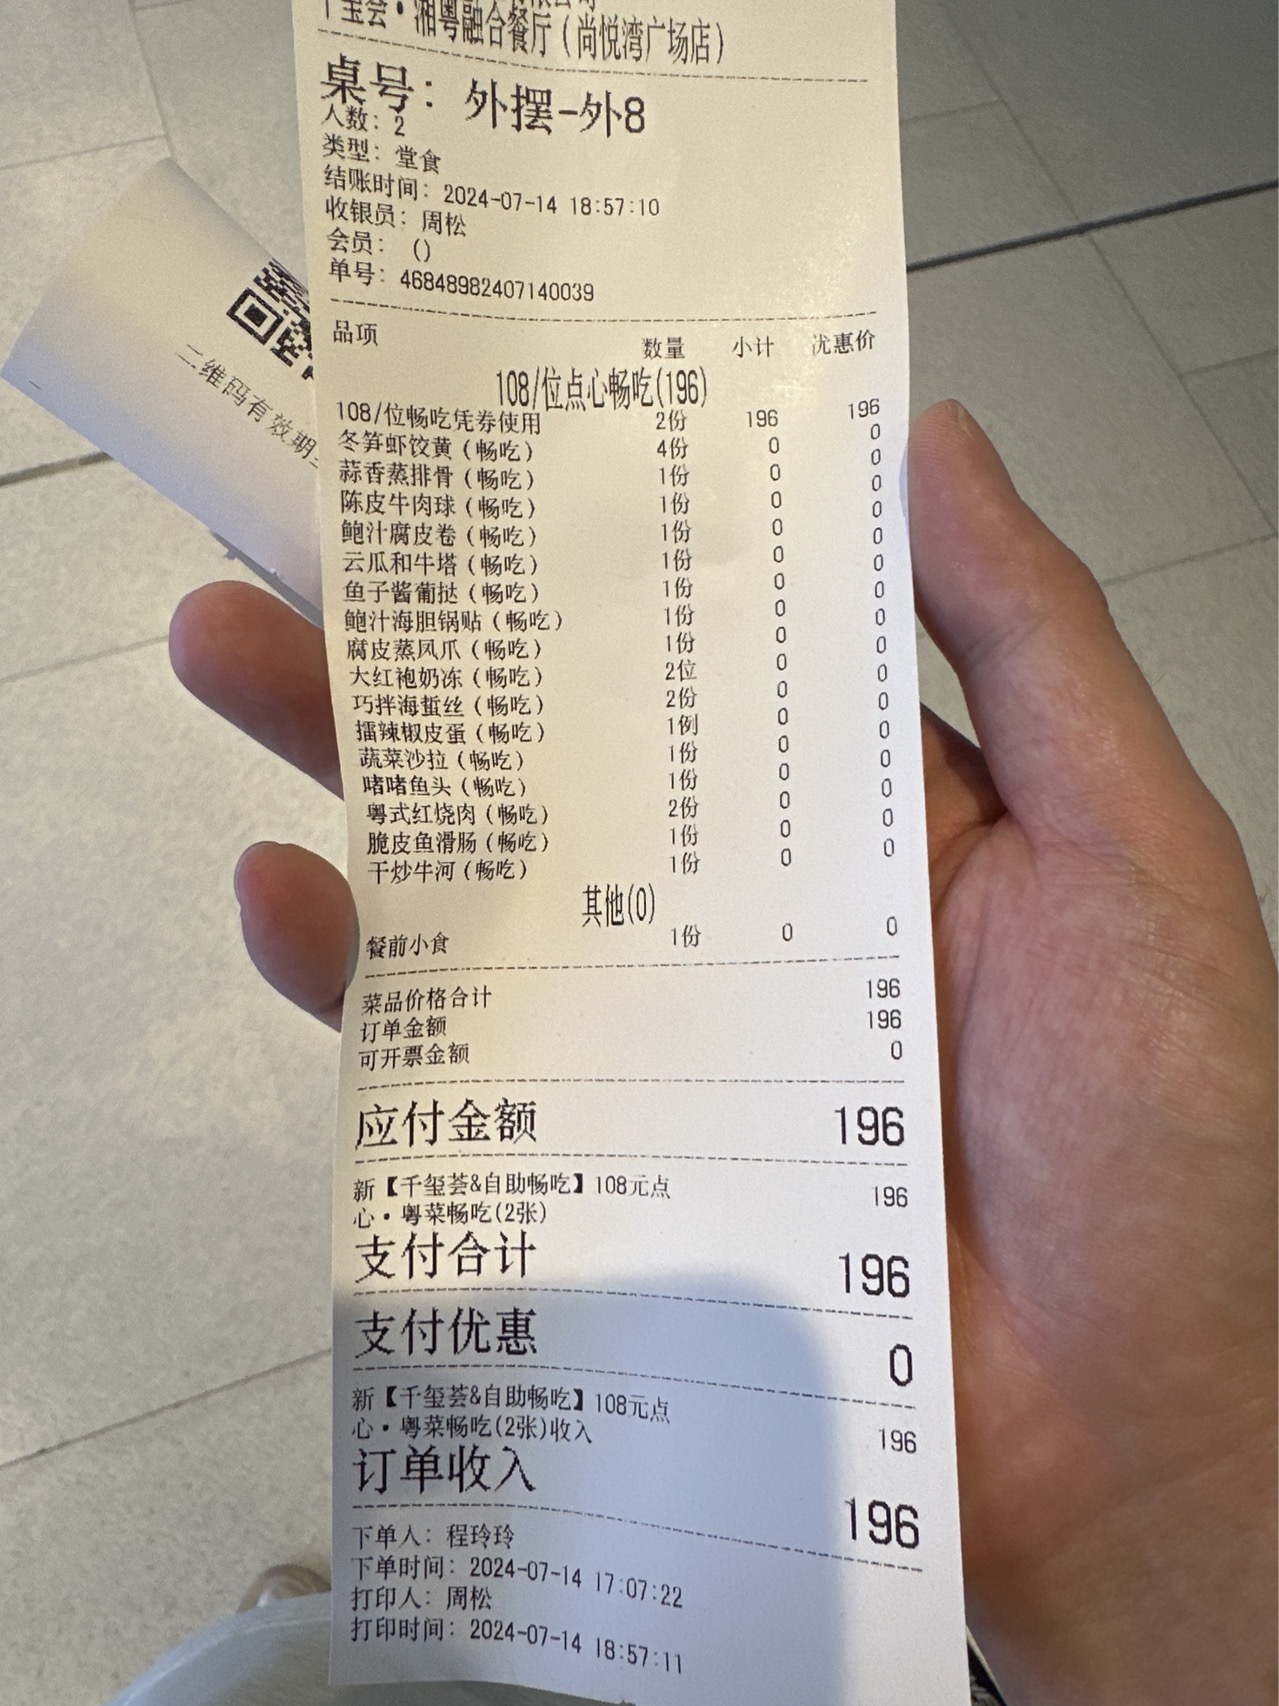 湘粤融合餐厅(尚悦湾广场店)
桌号: 外摆-外8
人数: 2
类型: 堂食
结账时间: 2024-07-14 18:57:10
收银员: 周松
会员: ()
单号: 46848982407140039
品项 数量 小计 优惠价
108/位点心畅吃(196)
108/位畅吃凭券使用 2份 196 196
冬笋虾饺黄(畅吃) 4份 0 0
蒜香蒸排骨(畅吃) 1份 0 0
陈皮牛肉球(畅吃) 1份 0 0
鲍汁腐皮卷(畅吃) 1份 0 0
云瓜和牛塔(畅吃) 1份 0 0
鱼子酱葡挞(畅吃) 1份 0 0
鲍汁海胆锅贴(畅吃) 1份 0 0
腐皮蒸凤爪(畅吃) 1份 0 0
大红袍奶冻(畅吃) 2位 0 0
巧拌海蜇丝(畅吃) 2份 0 0
擂辣椒皮蛋(畅吃) 1例 0 0
蔬菜沙拉(畅吃) 1份 0 0
啫啫鱼头(畅吃) 1份 0 0
粤式红烧肉(畅吃) 2份 0 0
脆皮鱼滑肠(畅吃) 1份 0 0
干炒牛河(畅吃) 1份 0 0
其他(0)
餐前小食 1份 0 0
菜品价格合计 196
订单金额 196
可开票金额 0
应付金额 196
新【千玺荟&自助畅吃】108元点 196
心·粤菜畅吃(2张)
支付合计 196
支付优惠 0
新【千玺荟&自助畅吃】108元点 196
心·粤菜畅吃(2张)收入
订单收入 196
下单人: 程玲玲
下单时间: 2024-07-14 17:07:22
打印人: 周松
打印时间: 2024-07-14 18:57:11
二维码有效期